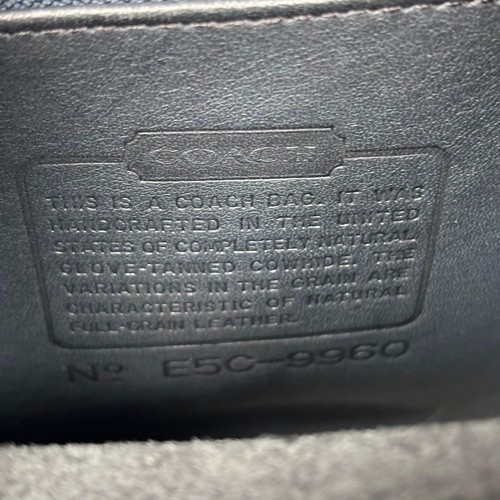 COACH
THIS IS A COACH BAG. IT WAS
HANDCRAFTED IN THE UNITED
STATES OF COMPLETELY NATURAL
GLOVE-TANNED COWHIDE. THE
VARIATIONS IN THE GRAIN ARE
CHARACTERISTIC OF NATURAL
FULL-GRAIN LEATHER.
Nº E5C-9960